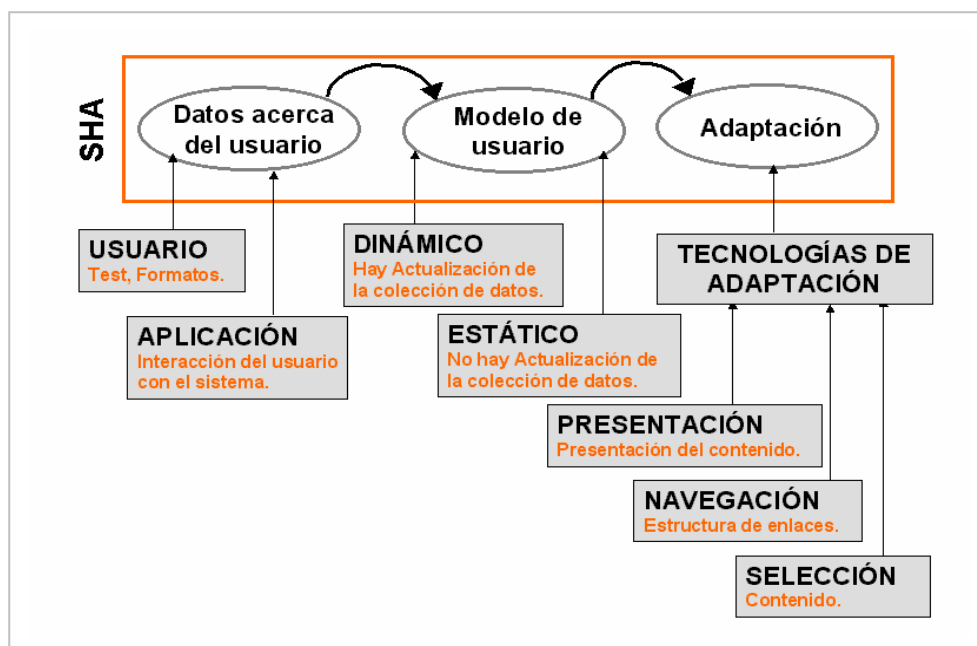 SHA
Datos acerca
del usuario
Modelo de
usuario
Adaptación
USUARIO
Test, Formatos.
DINÁMICO
Hay Actualización de
la colección de datos.
TECNOLOGÍAS DE
ADAPTACIÓN
APLICACIÓN
Interacción del usuario
con el sistema.
ESTÁTICO
No hay Actualización de
la colección de datos.
PRESENTACIÓN
Presentación del contenido.
NAVEGACIÓN
Estructura de enlaces.
SELECCIÓN
Contenido.